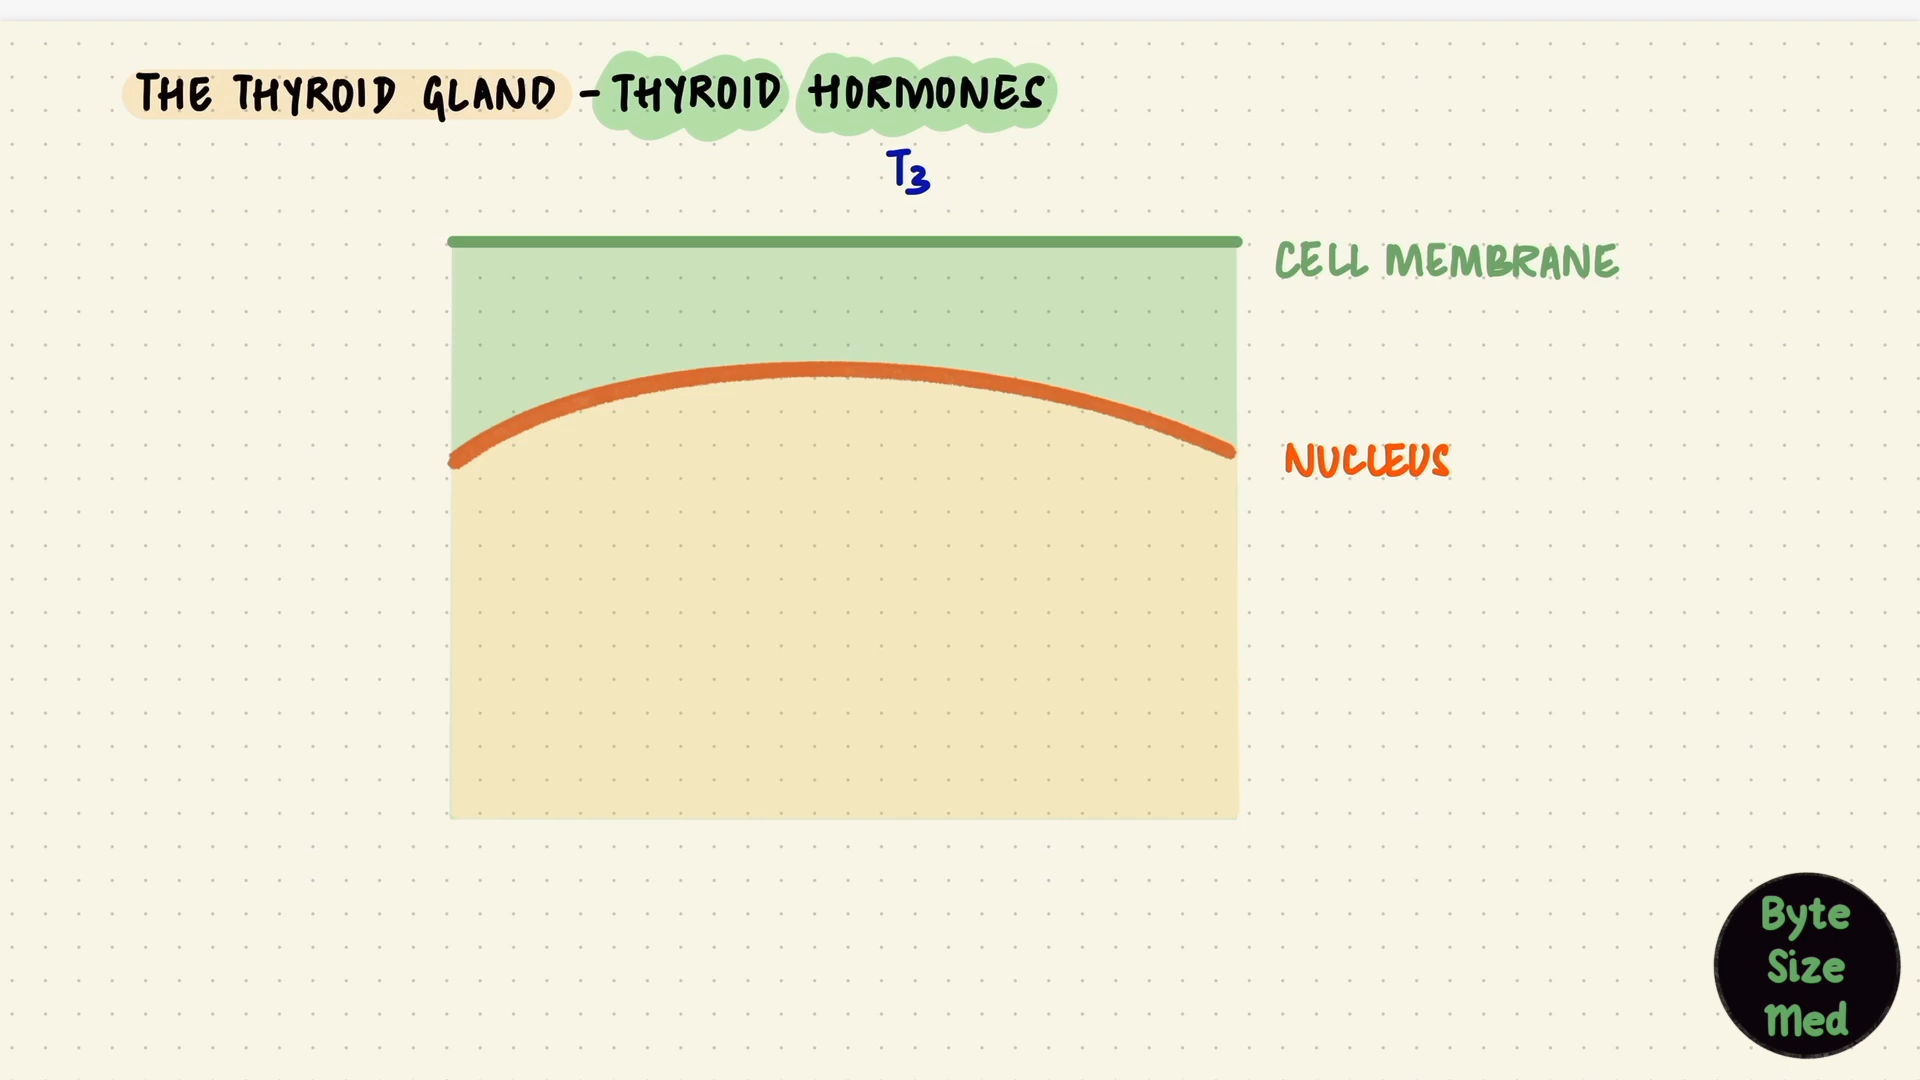 THE THYROID GLAND - THYROID HORMONES
T3
CELL MEMBRANE
NUCLEUS
Byte
Size
Med